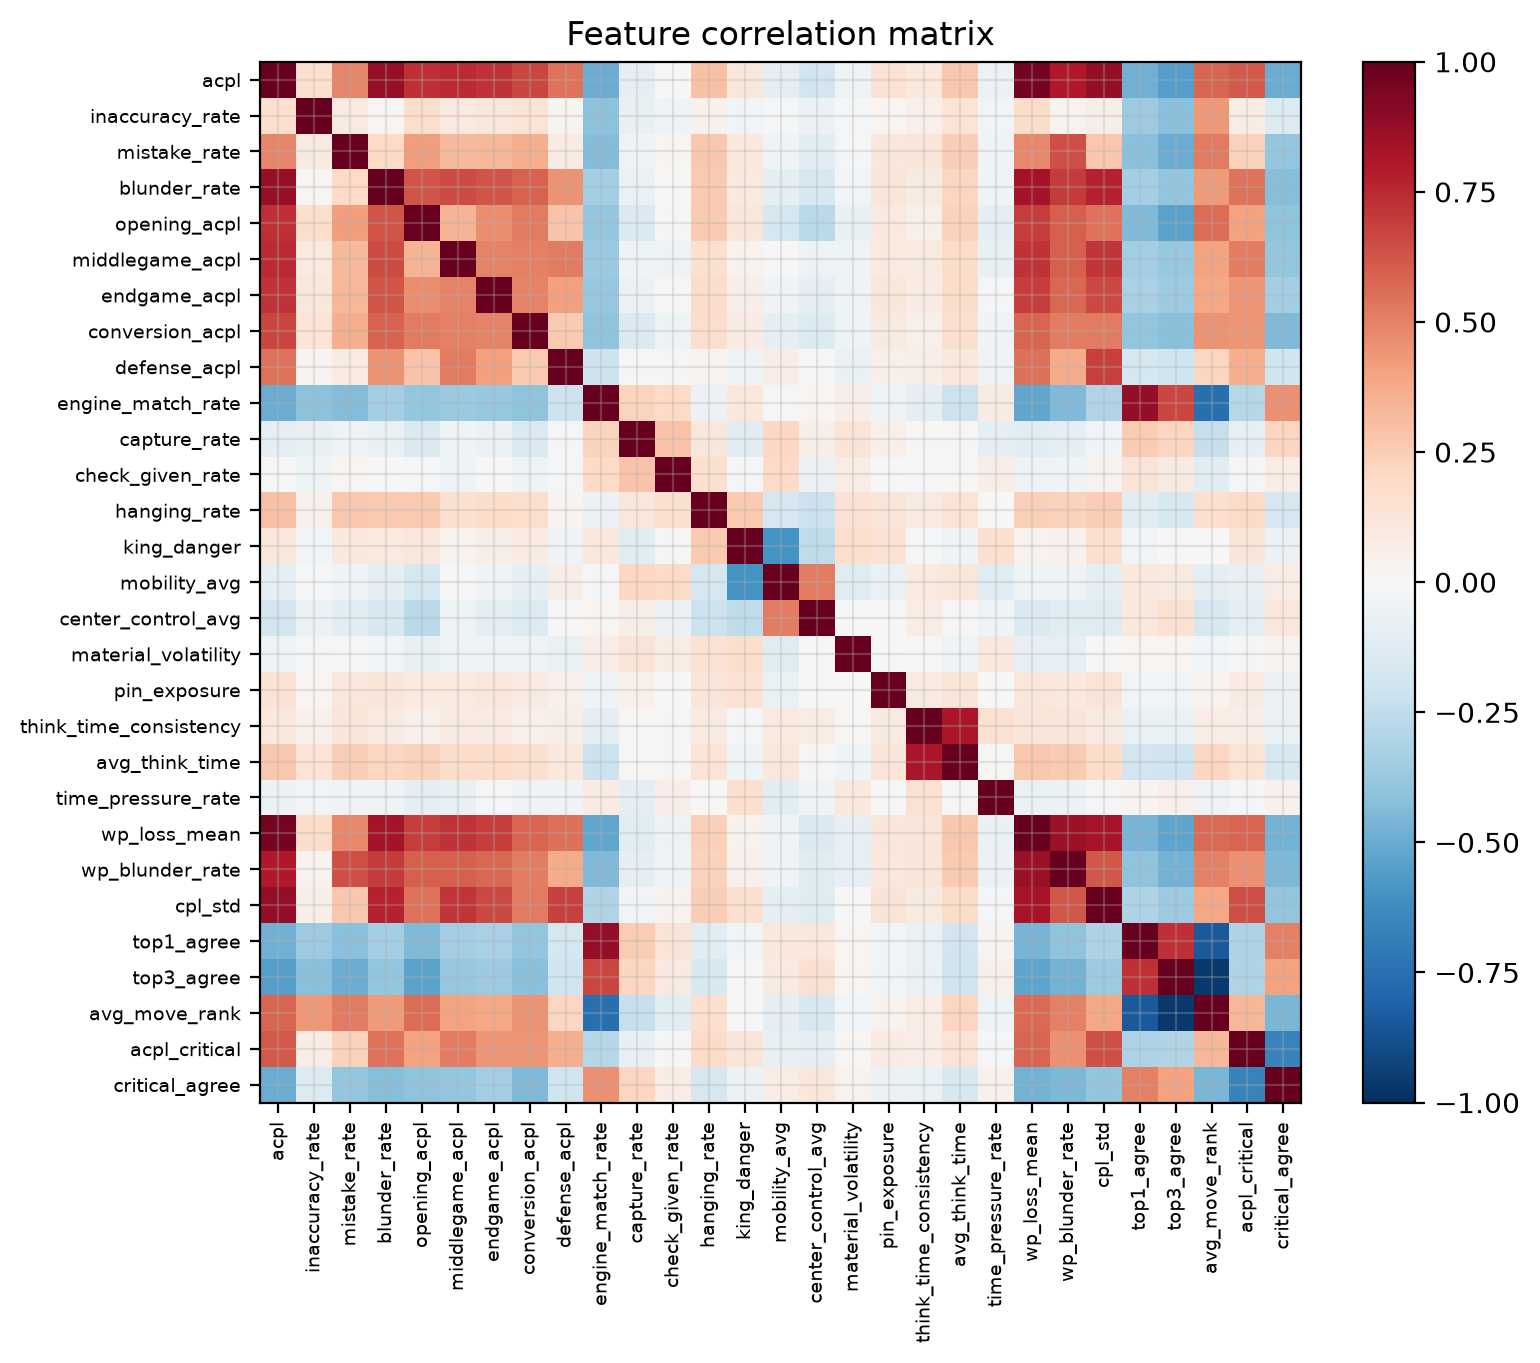 Feature correlation matrix
acpl
inaccuracy_rate
mistake_rate
blunder_rate
opening_acpl
middlegame_acpl
endgame_acpl
conversion_acpl
defense_acpl
engine_match_rate
capture_rate
check_given_rate
hanging_rate
king_danger
mobility_avg
center_control_avg
material_volatility
pin_exposure
think_time_consistency
avg_think_time
time_pressure_rate
wp_loss_mean
wp_blunder_rate
cpl_std
top1_agree
top3_agree
avg_move_rank
acpl_critical
critical_agree
acpl
inaccuracy_rate
mistake_rate
blunder_rate
opening_acpl
middlegame_acpl
endgame_acpl
conversion_acpl
defense_acpl
engine_match_rate
capture_rate
check_given_rate
hanging_rate
king_danger
mobility_avg
center_control_avg
material_volatility
pin_exposure
think_time_consistency
avg_think_time
time_pressure_rate
wp_loss_mean
wp_blunder_rate
cpl_std
top1_agree
top3_agree
avg_move_rank
acpl_critical
critical_agree
1.00
0.75
0.50
0.25
0.00
−0.25
−0.50
−0.75
−1.00